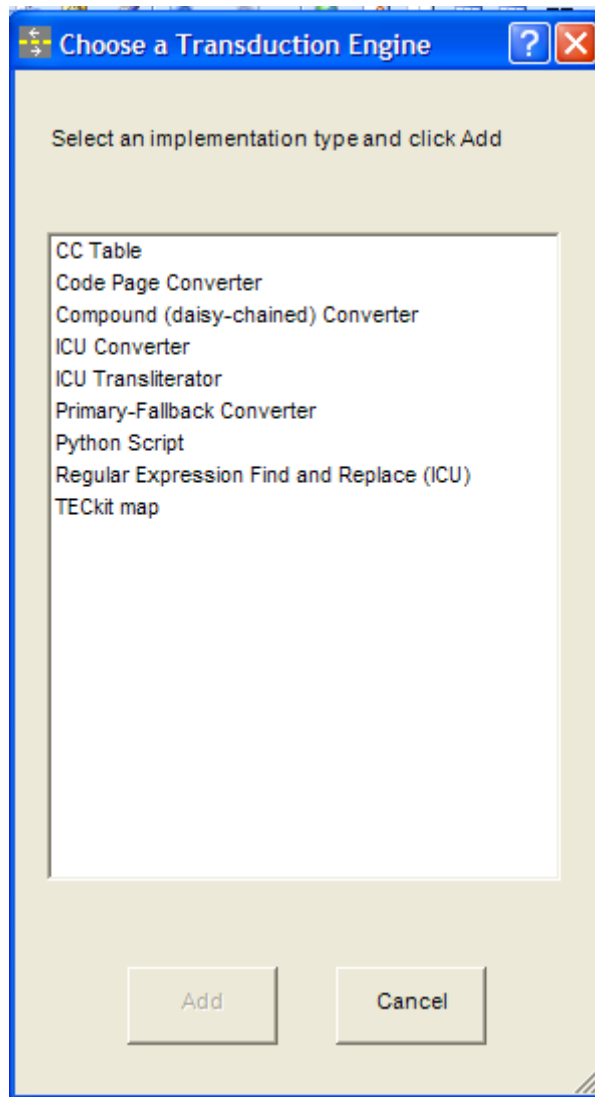 Choose a Transduction Engine
Select an implementation type and click Add
CC Table
Code Page Converter
Compound (daisy-chained) Converter
ICU Converter
ICU Transliterator
Primary-Fallback Converter
Python Script
Regular Expression Find and Replace (ICU)
TECkit map
Add Cancel